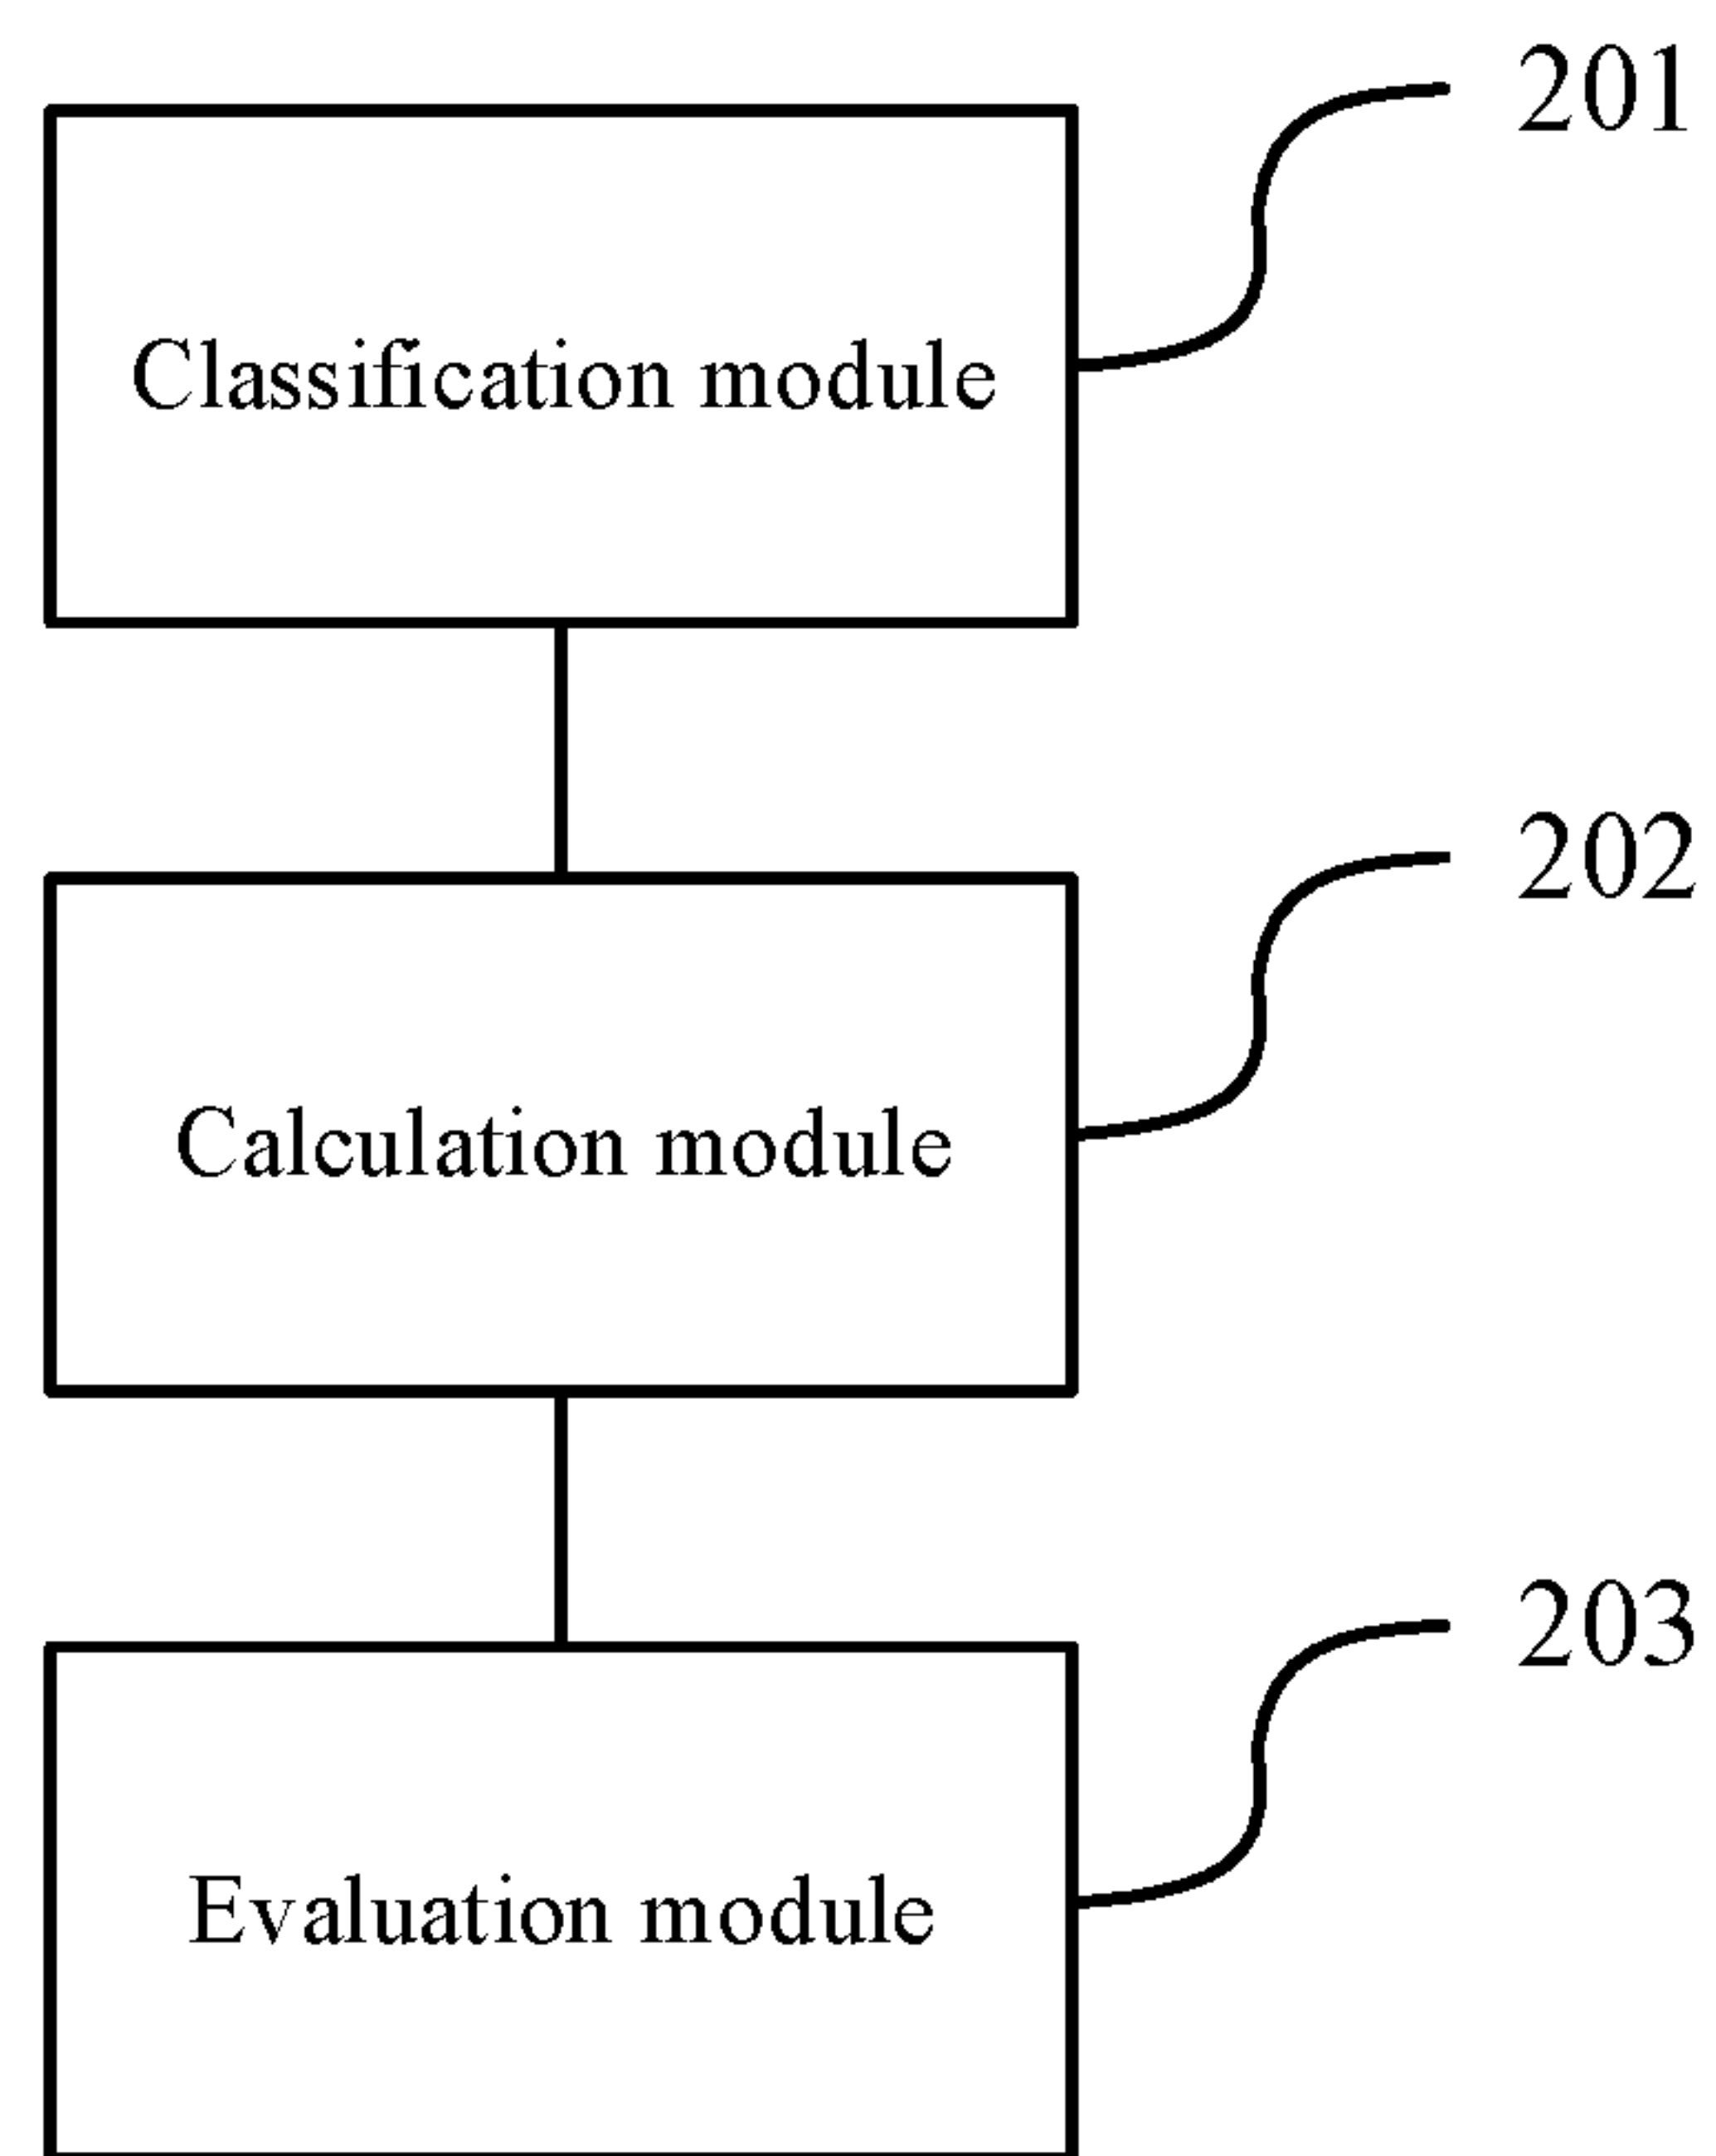 201
Classification module
202
Calculation module
203
Evaluation module